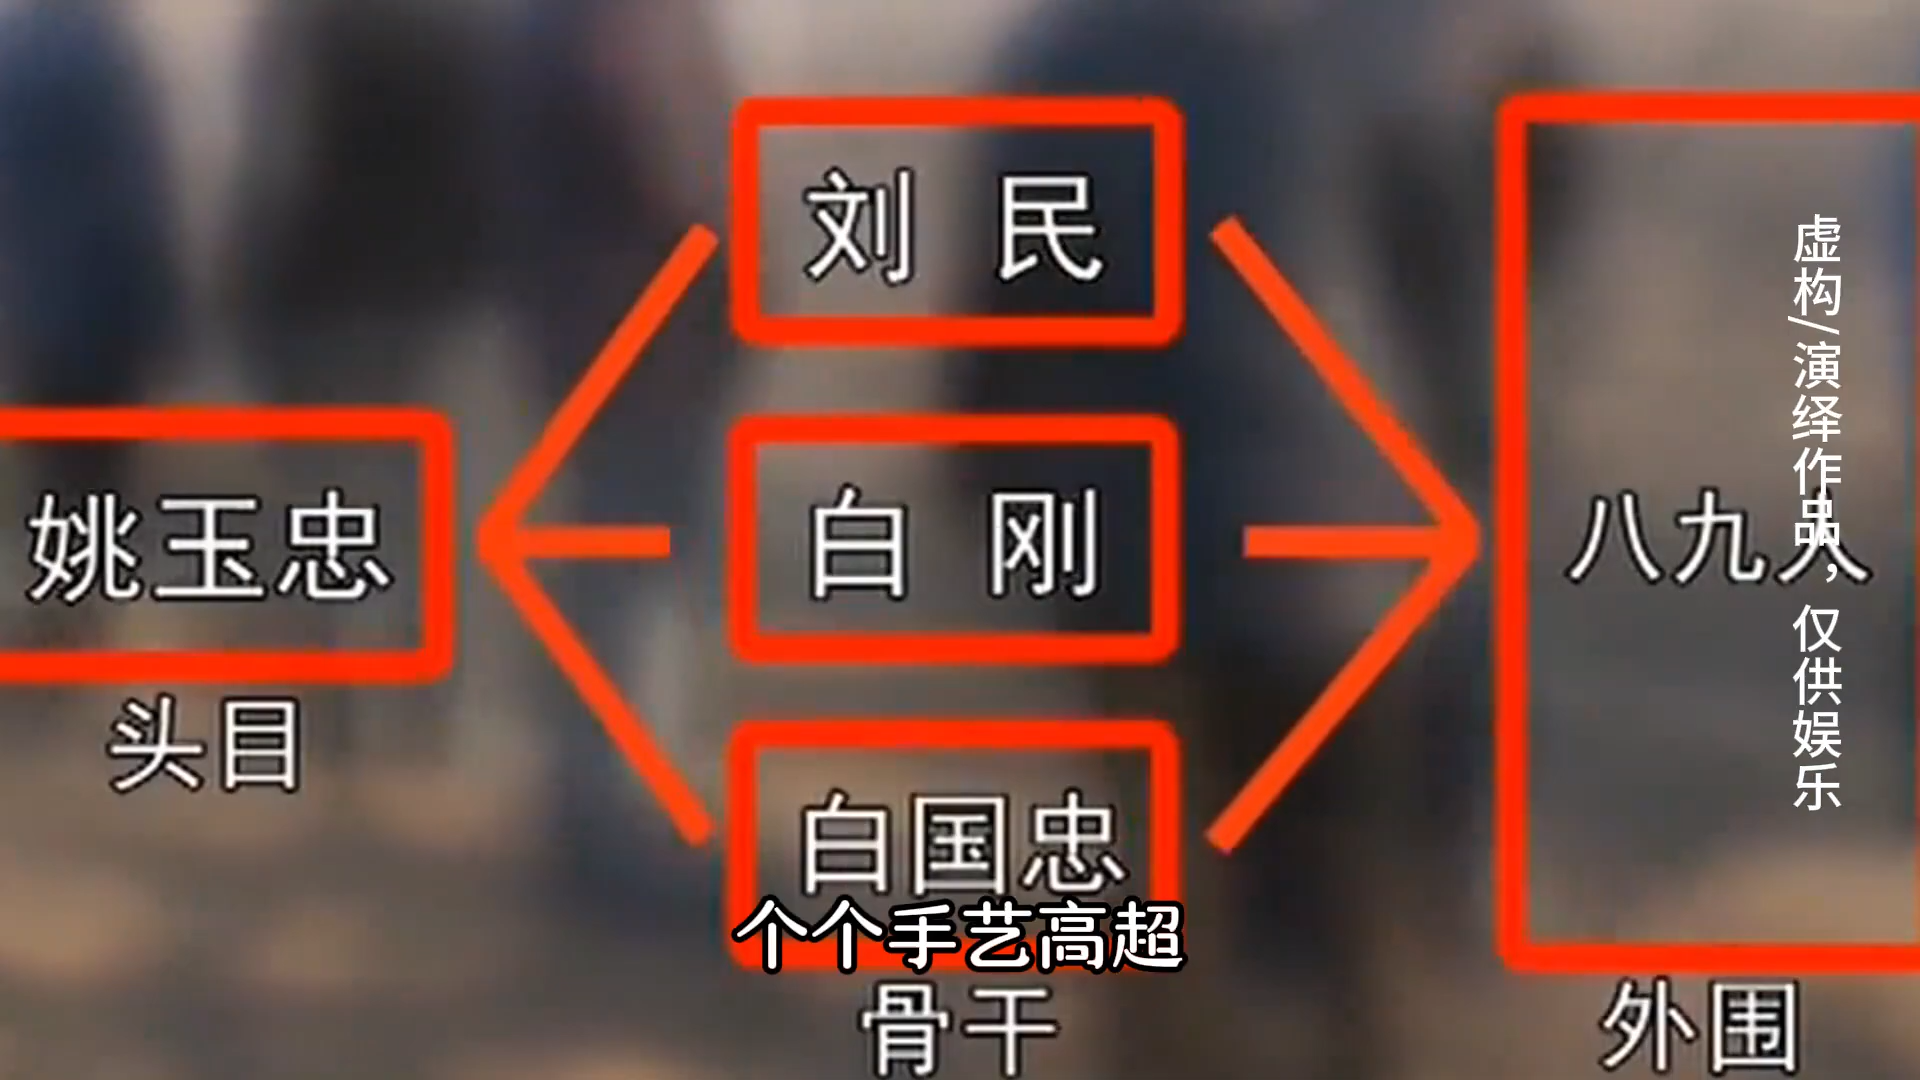 刘民
白刚
姚玉忠
头目
白国忠
个个手艺高超
骨干
八九人
外围
虚构/演绎作品，仅供娱乐